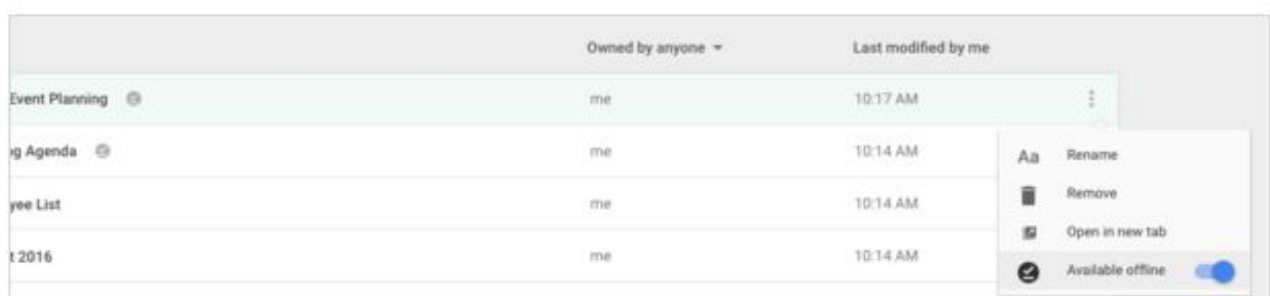 Owned by anyone Last modified by me
Event Planning me 10:17 AM
g Agenda me 10:14 AM
Aa Rename
Remove
yee List me 10:14 AM
Open in new tab
t 2016 me 10:14 AM
Available offline